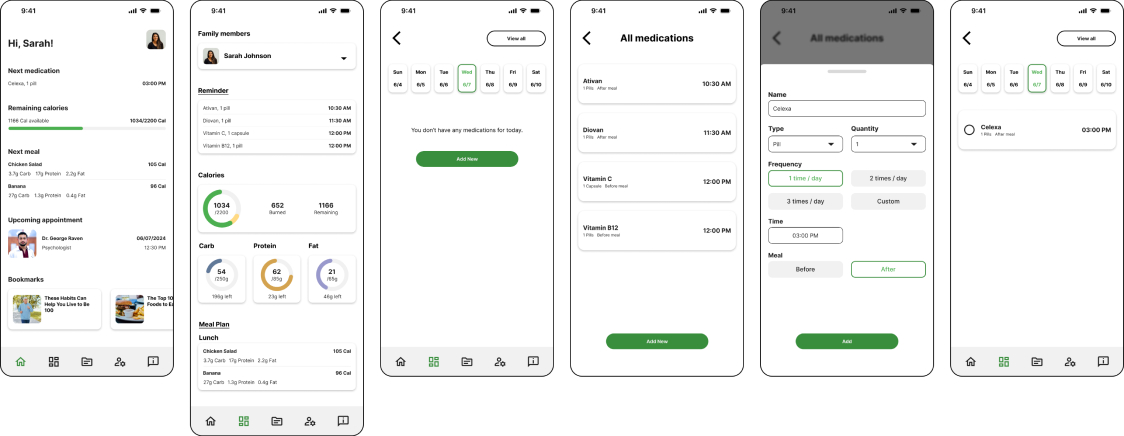 9:41
Hi, Sarah!
Next medication
Celexa, 1 pill 03:00 PM
Remaining calories
1166 Cal available 1034/2200 Cal
Next meal
Chicken Salad 105 Cal
3.7g Carb 17g Protein 2.2g Fat
Banana 96 Cal
27g Carb 1.3g Protein 0.4g Fat
Upcoming appointment
Dr. George Raven 08/07/2024
Psychologist 12:30 PM
Bookmarks
These Habits Can
Help You Live to Be
100
The Top 10
Foods to Ea
9:41
Family members
Sarah Johnson
Reminder
Ativan, 1 pill 10:30 AM
Diovan, 1 pill 11:30 AM
Vitamin C, 1 capsule 12:00 PM
Vitamin B12, 1 pill 12:00 PM
Calories
1034
/2200
652
Burned
1166
Remaining
Carb Protein Fat
54
/250g
62
/85g
21
/65g
196g left 23g left 46g left
Meal Plan
Lunch
Chicken Salad 105 Cal
3.7g Carb 17g Protein 2.2g Fat
Banana 96 Cal
27g Carb 1.3g Protein 0.4g Fat
9:41
View all
Sun Mon Tue Wed Thu Fri Sat
6/4 6/5 6/6 6/7 6/8 6/9 6/10
You don't have any medications for today.
Add New
9:41
All medications
Ativan
1 Pills After meal
10:30 AM
Diovan
1 Pills After meal
11:30 AM
Vitamin C
1 Capsule Before meal
12:00 PM
Vitamin B12
1 Pills Before meal
12:00 PM
Add New
9:41
All medications
Name
Celexa
Type Quantity
Pill 1
Frequency
1 time / day 2 times / day
3 times / day Custom
Time
03:00 PM
Meal
Before After
Add
9:41
View all
Sun Mon Tue Wed Thu Fri Sat
6/4 6/5 6/6 6/7 6/8 6/9 6/10
Celexa
1 Pills After meal
03:00 PM